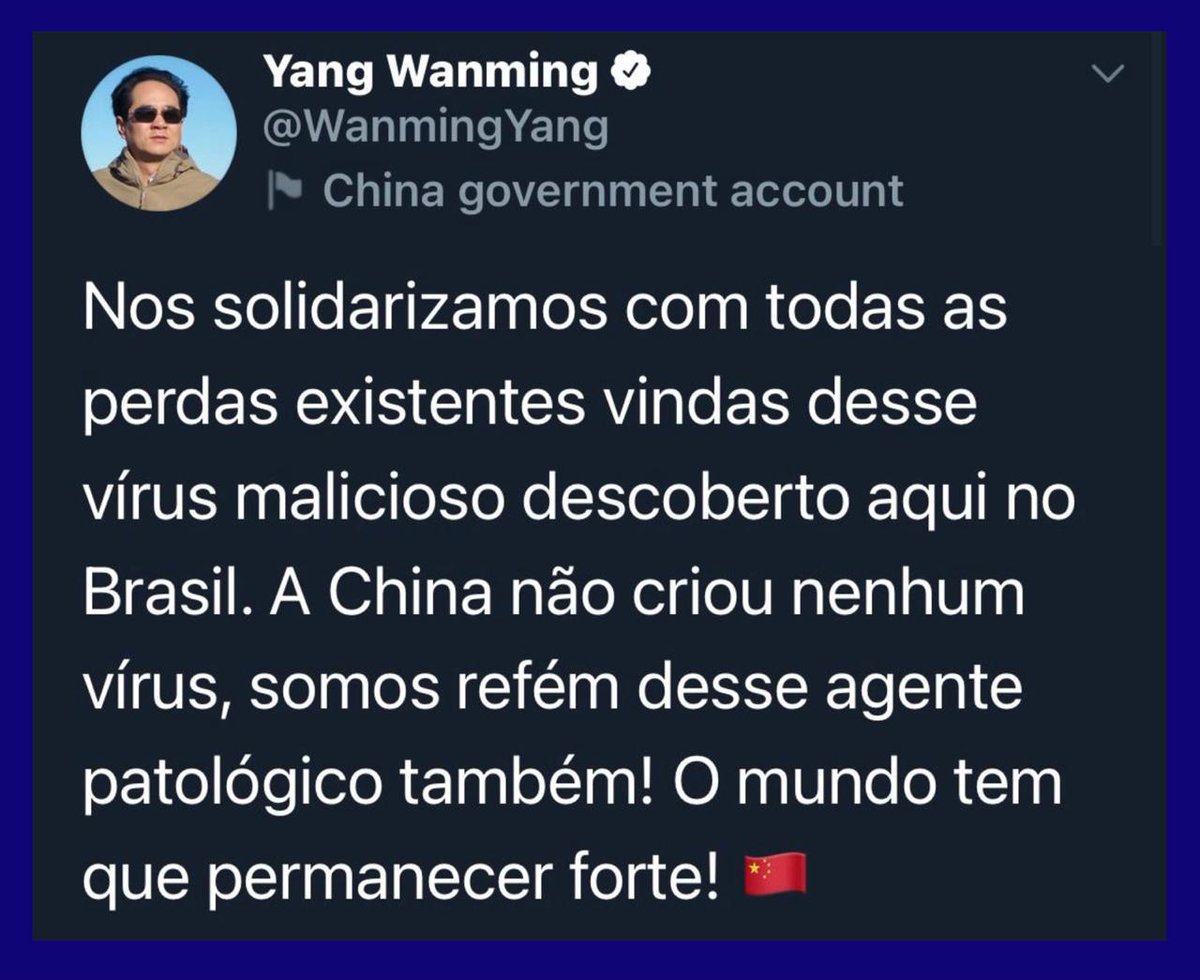 Yang Wanming
@WanmingYang
China government account
Nos solidarizamos com todas as
perdas existentes vindas desse
vírus malicioso descoberto aqui no
Brasil. A China não criou nenhum
vírus, somos refém desse agente
patológico também! O mundo tem
que permanecer forte! 🇨🇳